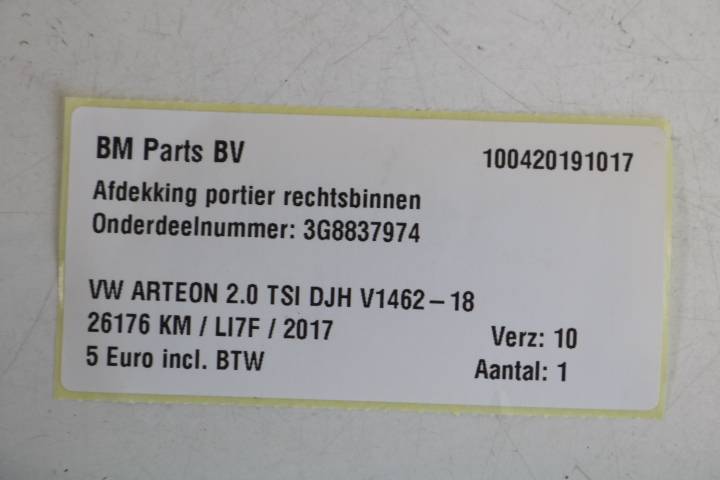 BM Parts BV 100420191017
Afdekking portier rechtsbinnen
Onderdeelnummer: 3G8837974
VW ARTEON 2.0 TSI DJH V1462-18
26176 KM / LI7F / 2017 Verz: 10
5 Euro incl. BTW Aantal: 1